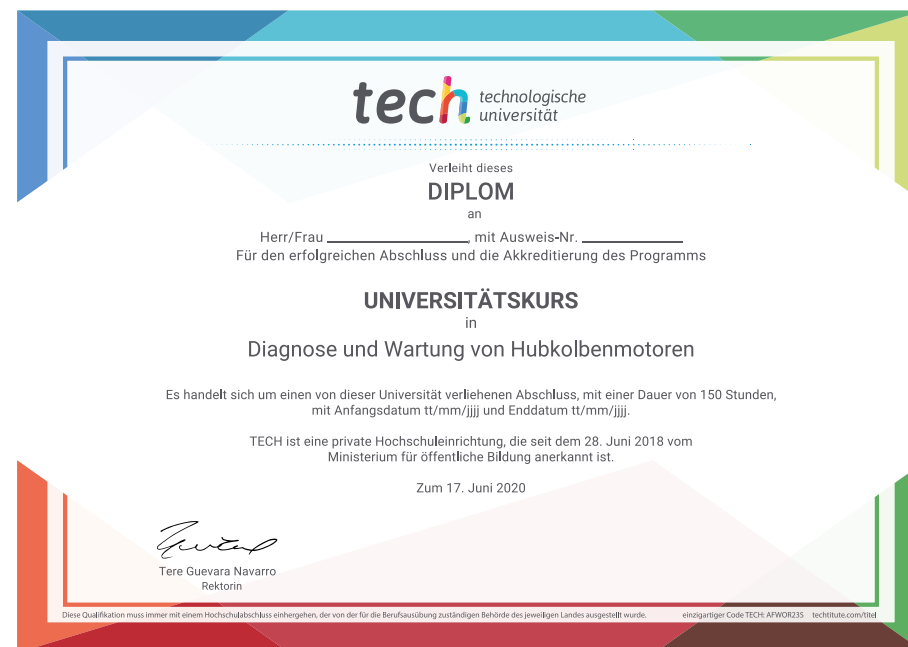 tech technologische
universität
Verleiht dieses
DIPLOM
an
Herr/Frau ____________________, mit Ausweis-Nr. ______________
Für den erfolgreichen Abschluss und die Akkreditierung des Programms
UNIVERSITÄTSKURS
in
Diagnose und Wartung von Hubkolbenmotoren
Es handelt sich um einen von dieser Universität verliehenen Abschluss, mit einer Dauer von 150 Stunden,
mit Anfangsdatum tt/mm/jjjj und Enddatum tt/mm/jjjj.
TECH ist eine private Hochschuleinrichtung, die seit dem 28. Juni 2018 vom
Ministerium für öffentliche Bildung anerkannt ist.
Zum 17. Juni 2020
Tere Guevara Navarro
Rektorin
Diese Qualifikation muss immer mit einem Hochschulabschluss einhergehen, der von der für die Berufsausübung zuständigen Behörde des jeweiligen Landes ausgestellt wurde. einzigartiger Code TECH: AFWOR23S techtitute.com/titel